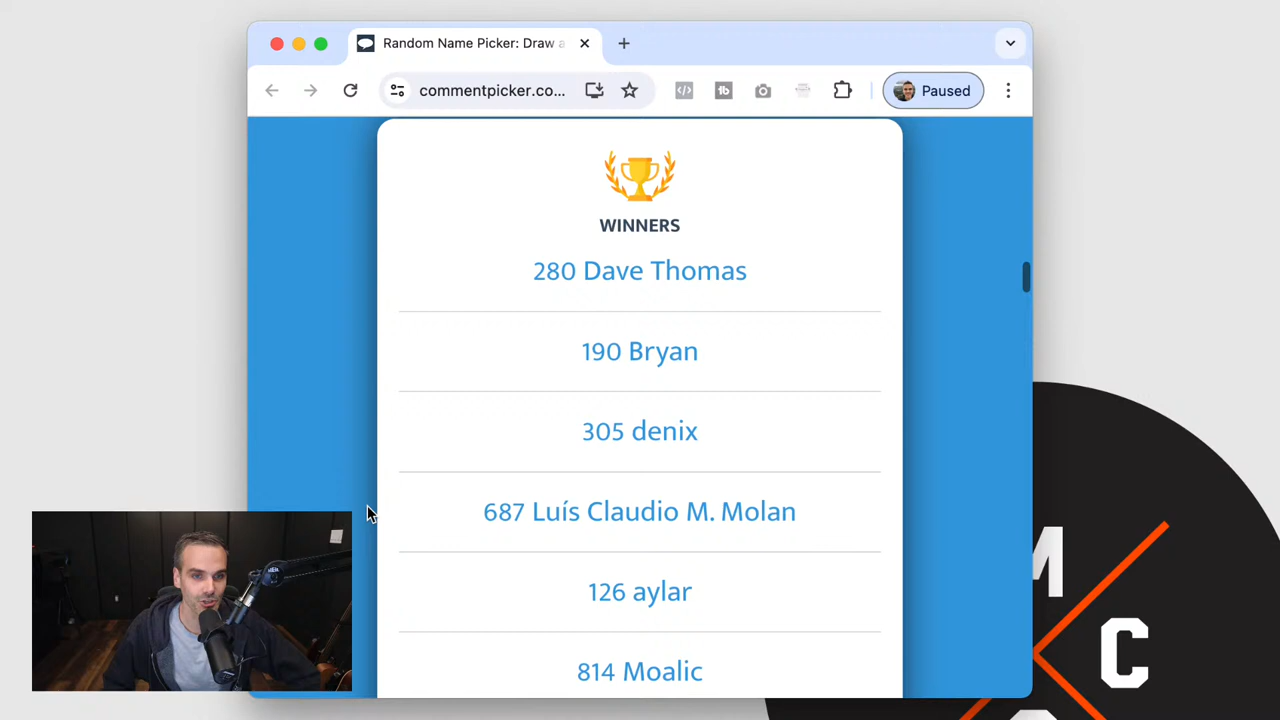 Random Name Picker: Draw a
commentpicker.co...
Paused
WINNERS
280 Dave Thomas
190 Bryan
305 denix
687 Luís Claudio M. Molan
126 aylar
814 Moalic
M
C